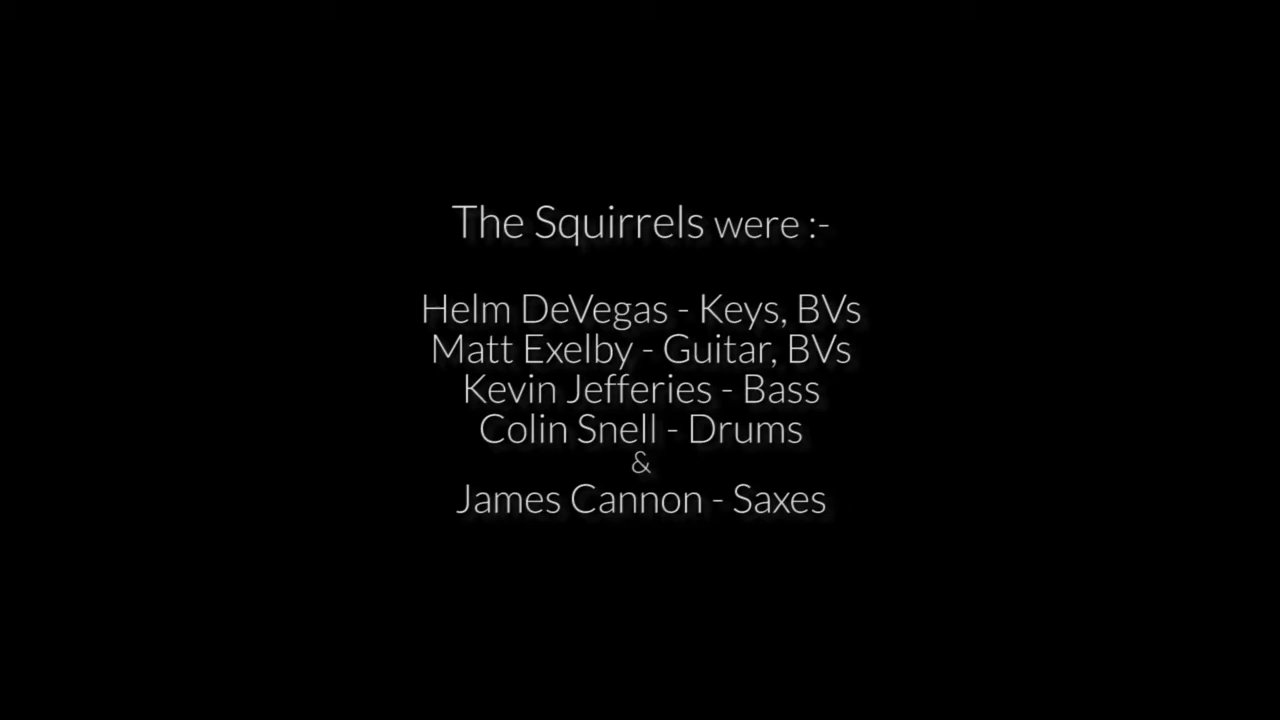 The Squirrels were :-
Helm DeVegas - Keys, BVs
Matt Exelby - Guitar, BVs
Kevin Jefferies - Bass
Colin Snell - Drums
&
James Cannon - Saxes